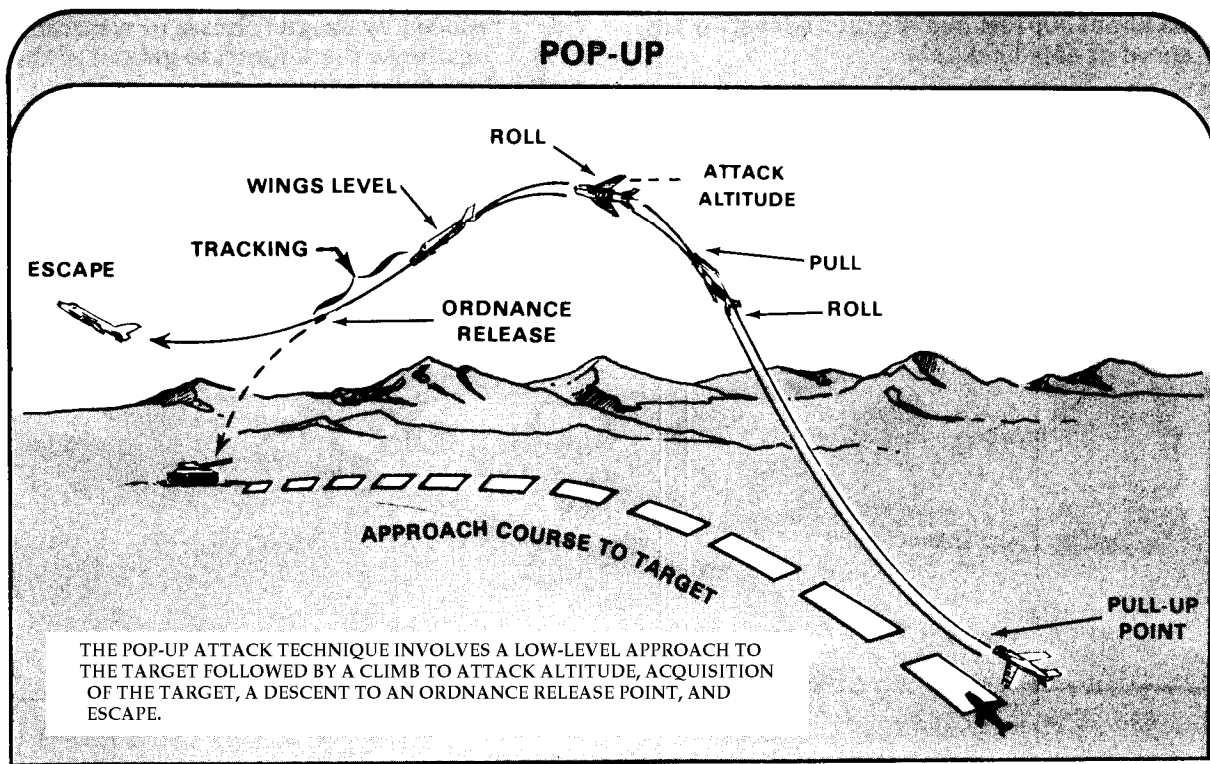 POP-UP
ROLL
ATTACK
ALTITUDE
WINGS LEVEL
TRACKING
PULL
ESCAPE
ROLL
ORDNANCE
RELEASE
APPROACH COURSE TO TARGET
PULL-UP
POINT
THE POP-UP ATTACK TECHNIQUE INVOLVES A LOW-LEVEL APPROACH TO
THE TARGET FOLLOWED BY A CLIMB TO ATTACK ALTITUDE, ACQUISITION
OF THE TARGET, A DESCENT TO AN ORDNANCE RELEASE POINT, AND
ESCAPE.